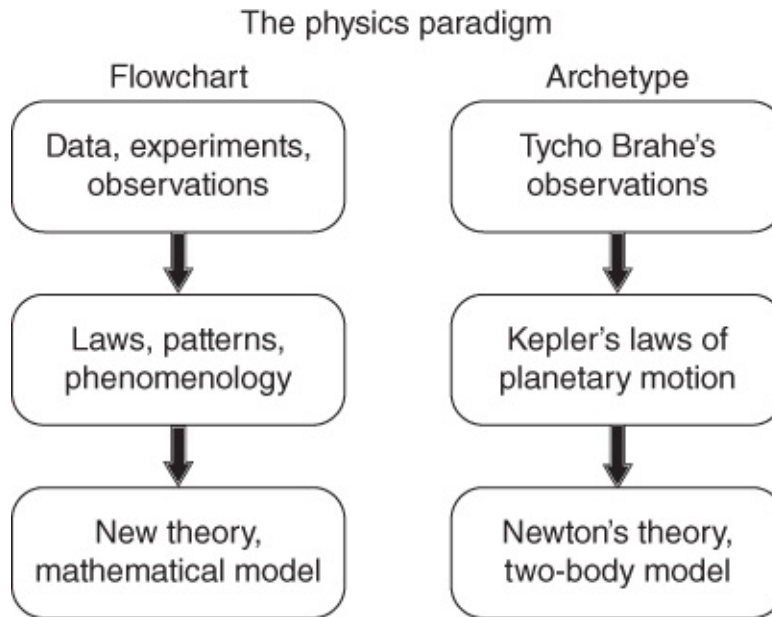 The physics paradigm
Flowchart
Data, experiments,
observations
Laws, patterns,
phenomenology
New theory,
mathematical model
Archetype
Tycho Brahe's
observations
Kepler's laws of
planetary motion
Newton's theory,
two-body model